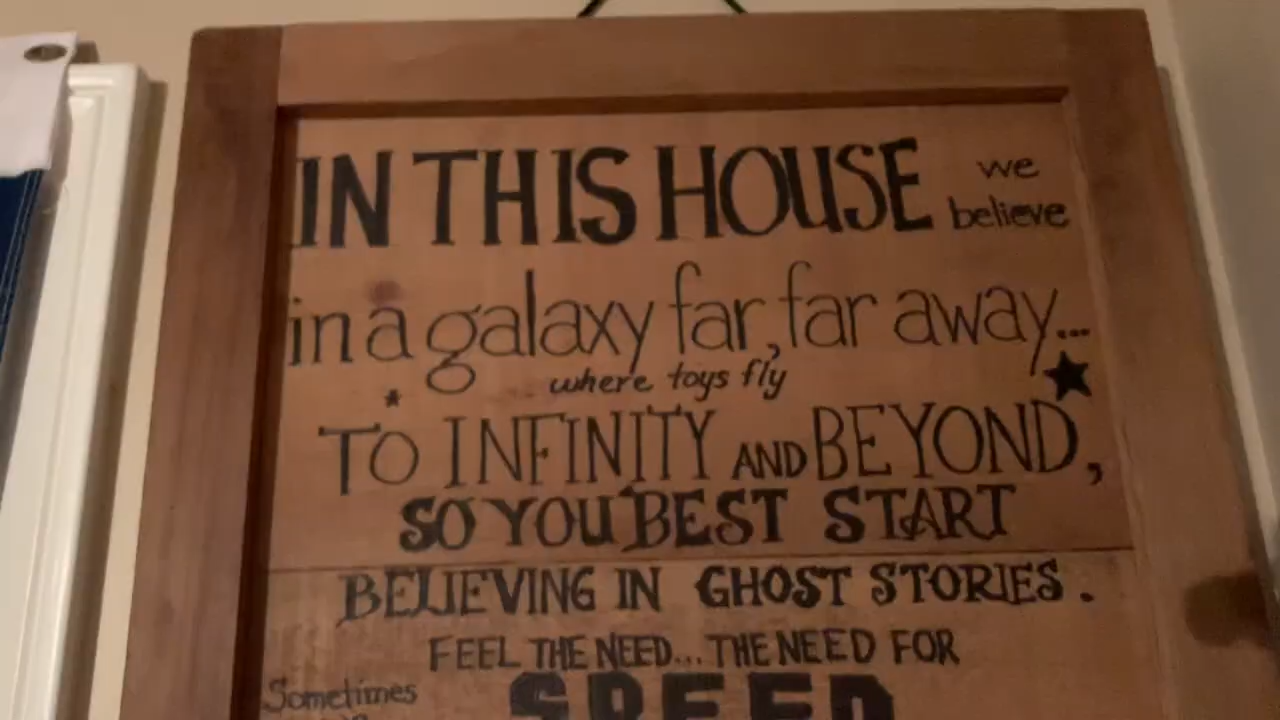 IN THIS HOUSE we believe
in a galaxy far, far away...
where toys fly
TO INFINITY AND BEYOND,
SO YOU BEST START
BELIEVING IN GHOST STORIES.
FEEL THE NEED... THE NEED FOR
Sometimes
SPEED